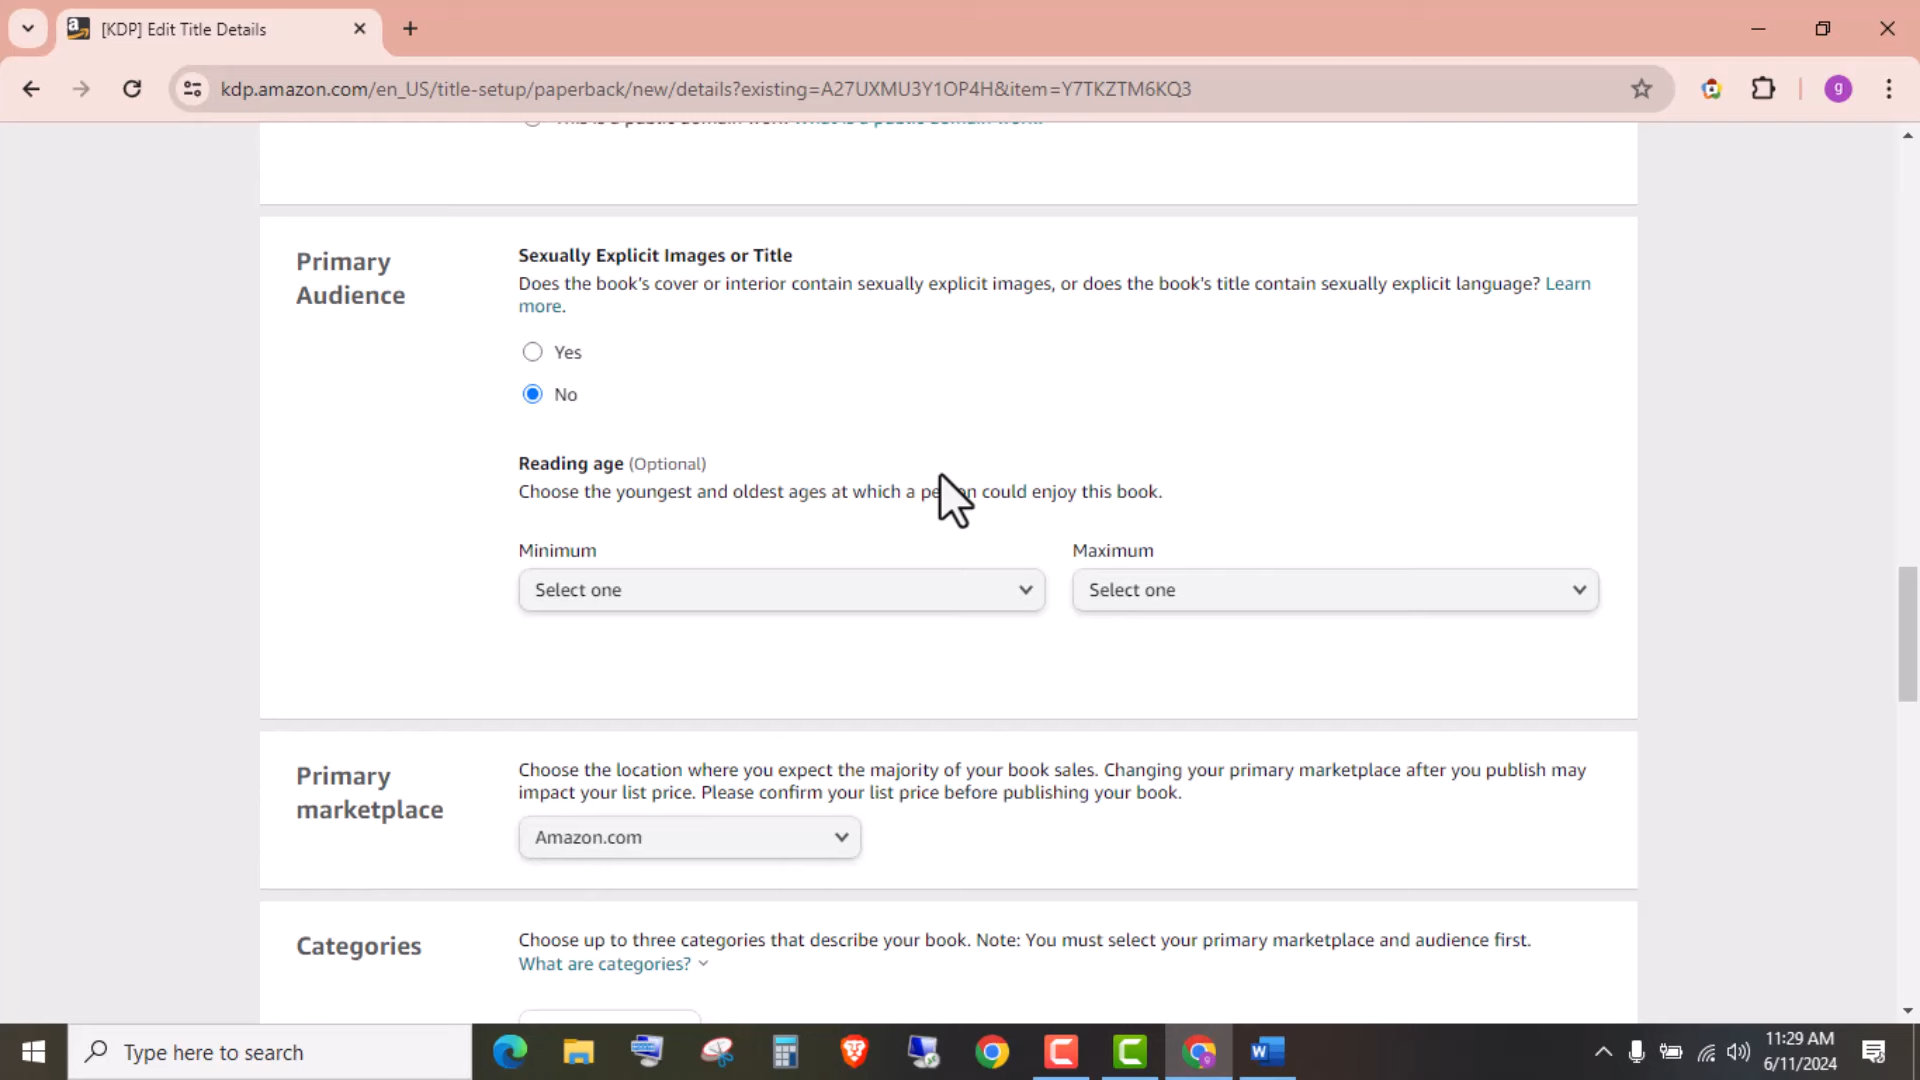 [KDP] Edit Title Details
kdp.amazon.com/en_US/title-setup/paperback/new/details?existing=A27UXMU3Y1OP4H&item=Y7TKZTM6KQ3
g
Primary Audience
Sexually Explicit Images or Title
Does the book's cover or interior contain sexually explicit images, or does the book's title contain sexually explicit language? Learn
more.
Yes
No
Reading age (Optional)
Choose the youngest and oldest ages at which a person could enjoy this book.
Minimum
Maximum
Select one
Select one
Primary marketplace
Choose the location where you expect the majority of your book sales. Changing your primary marketplace after you publish may
impact your list price. Please confirm your list price before publishing your book.
Amazon.com
Categories
Choose up to three categories that describe your book. Note: You must select your primary marketplace and audience first.
What are categories?
Type here to search
11:29 AM
6/11/2024